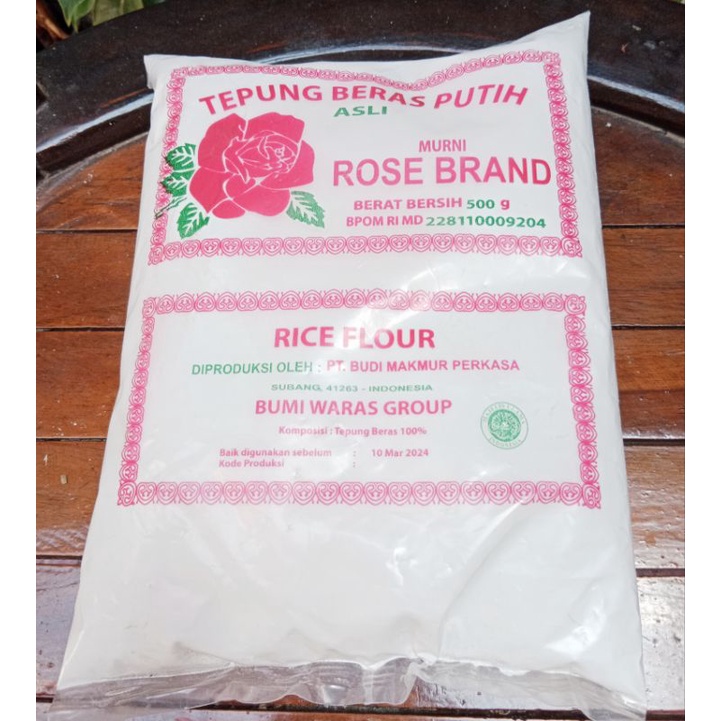 TEPUNG BERAS PUTIH
ASLI
MURNI
ROSE BRAND
BERAT BERSIH 500 g
BPOM RI MD 228110009204
RICE FLOUR
DIPRODUKSI OLEH : PT. BUDI MAKMUR PERKASA
SUBANG, 41263 - INDONESIA
BUMI WARAS GROUP
Komposisi : Tepung Beras 100%
Baik digunakan sebelum : 10 Mar 2024
Kode Produksi :